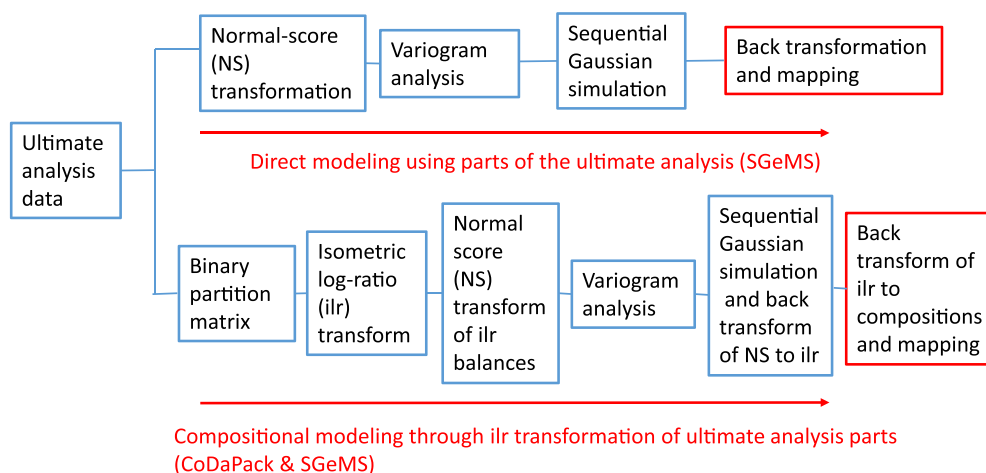 Ultimate
analysis
data
Normal-score
(NS)
transformation
Variogram
analysis
Sequential
Gaussian
simulation
Back transformation
and mapping
Direct modeling using parts of the ultimate analysis (SGeMS)
Binary
partition
matrix
Isometric
log-ratio
(ilr)
transform
Normal
score
(NS)
transform
of ilr
balances
Variogram
analysis
Sequential
Gaussian
simulation
and back
transform
of NS to ilr
Back
transform of
ilr to
compositions
and mapping
Compositional modeling through ilr transformation of ultimate analysis parts
(CoDaPack & SGeMS)